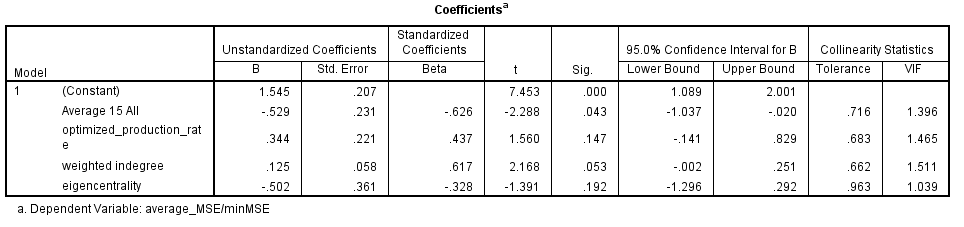 Coefficientsa
Model Unstandardized Coefficients Standardized Coefficients t Sig. 95.0% Confidence Interval for B Collinearity Statistics
B Std. Error Beta Lower Bound Upper Bound Tolerance VIF
1 (Constant) 1.545 .207 7.453 .000 1.089 2.001
Average 15 All -.529 .231 -.626 -2.288 .043 -1.037 -.020 .716 1.396
optimized_production_rat
e .344 .221 .437 1.560 .147 -.141 .829 .683 1.465
weighted indegree .125 .058 .617 2.168 .053 -.002 .251 .662 1.511
eigencentrality -.502 .361 -.328 -1.391 .192 -1.296 .292 .963 1.039
a. Dependent Variable: average_MSE/minMSE